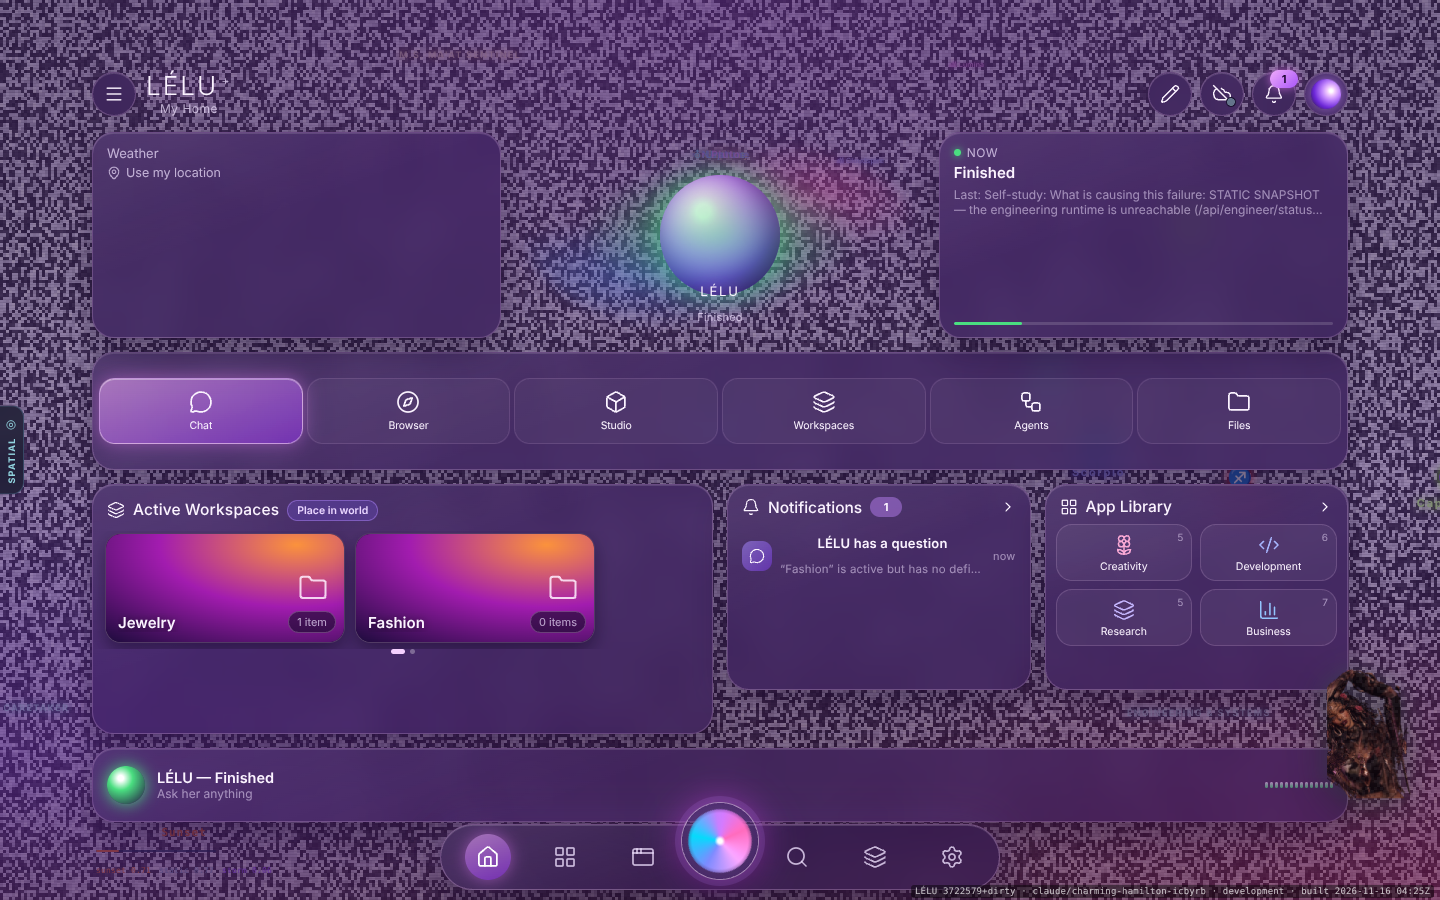 LÉLU
My Home
1
Weather
Use my location
LÉLU
Finished
NOW
Finished
Last: Self-study: What is causing this failure: STATIC SNAPSHOT
— the engineering runtime is unreachable (/api/engineer/status...
SPATIAL
Chat
Browser
Studio
Workspaces
Agents
Files
Active Workspaces
Place in world
Jewelry
1 item
Fashion
0 items
Notifications
1
LÉLU has a question
“Fashion” is active but has no defi...
now
App Library
Creativity
5
Development
6
Research
5
Business
7
LÉLU — Finished
Ask her anything
LÉLU 3722579+dirty · claude/charming-hamilton-icbyrb · development · built 2026-11-16 04:25Z